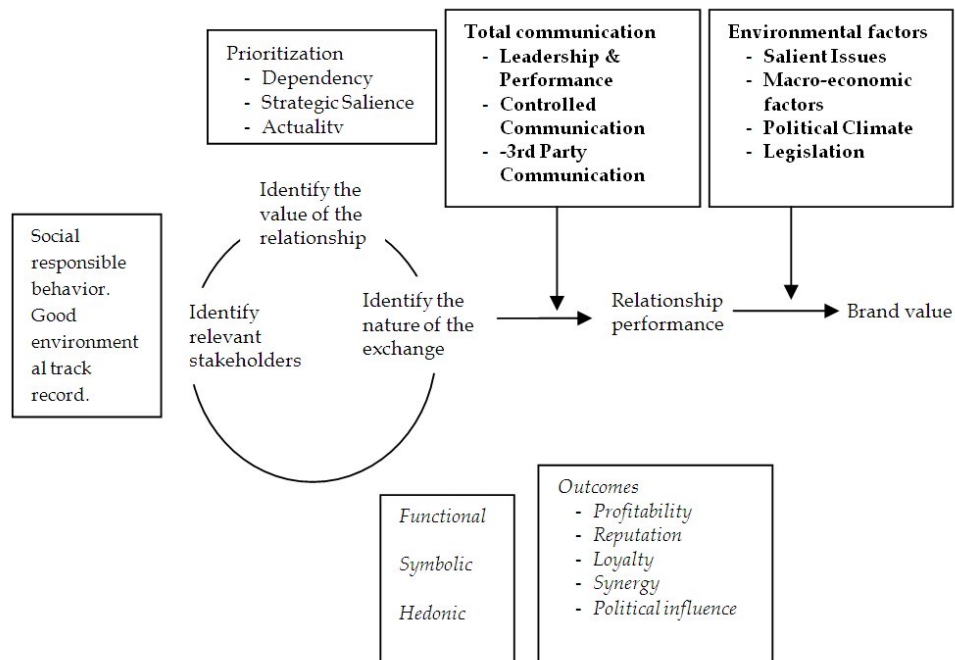 Prioritization
- Dependency
- Strategic Salience
- Actuality
Total communication
- Leadership &
Performance
- Controlled
Communication
- -3rd Party
Communication
Environmental factors
- Salient Issues
- Macro-economic
factors
- Political Climate
- Legislation
Social
responsible
behavior.
Good
environment
al track
record.
Identify the
value of the
relationship
Identify
relevant
stakeholders
Identify the
nature of the
exchange
Relationship
performance
Brand value
Functional
Symbolic
Hedonic
Outcomes
- Profitability
- Reputation
- Loyalty
- Synergy
- Political influence